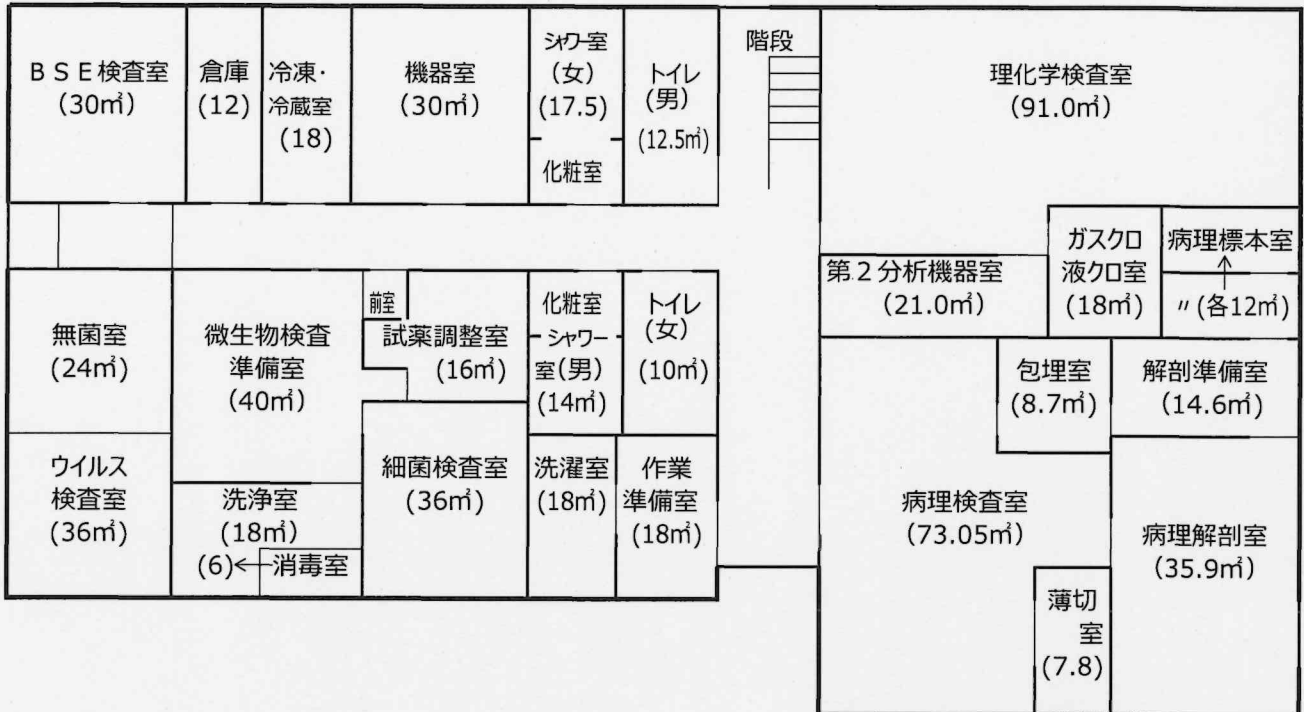 BSE検査室
(30㎡)
倉庫
(12)
冷凍・
冷蔵室
(18)
機器室
(30㎡)
シャワー室
(女)
(17.5)
化粧室
トイレ
(男)
(12.5㎡)
階段
理化学検査室
(91.0㎡)
ガスクロ
液クロ室
(18㎡)
病理標本室
↑
〃(各12㎡)
第2分析機器室
(21.0㎡)
無菌室
(24㎡)
微生物検査
準備室
(40㎡)
前室
試薬調整室
(16㎡)
化粧室
シャワー
室(男)
(14㎡)
トイレ
(女)
(10㎡)
包埋室
(8.7㎡)
解剖準備室
(14.6㎡)
ウイルス
検査室
(36㎡)
洗浄室
(18㎡)
(6)←消毒室
細菌検査室
(36㎡)
洗濯室
(18㎡)
作業
準備室
(18㎡)
病理検査室
(73.05㎡)
病理解剖室
(35.9㎡)
薄切
室
(7.8)